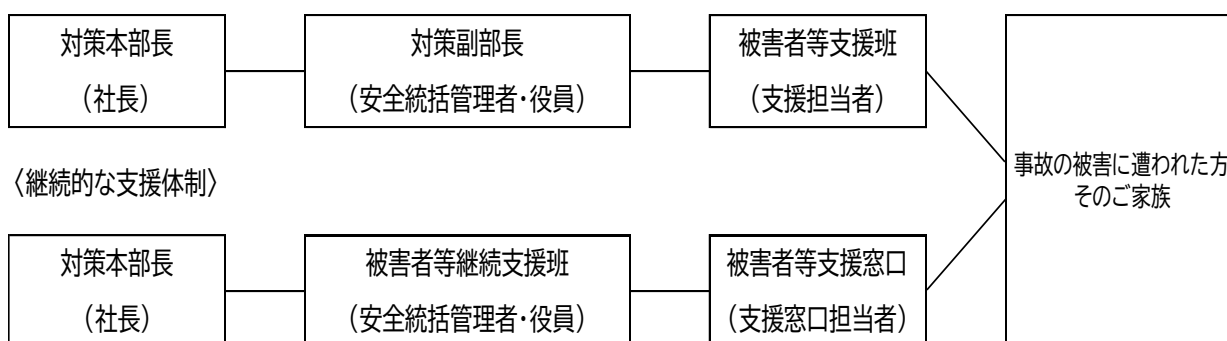 対策本部長
（社長）
対策副部長
（安全統括管理者・役員）
被害者等支援班
（支援担当者）
事故の被害に遭われた方
そのご家族
〈継続的な支援体制〉
対策本部長
（社長）
被害者等継続支援班
（安全統括管理者・役員）
被害者等支援窓口
（支援窓口担当者）